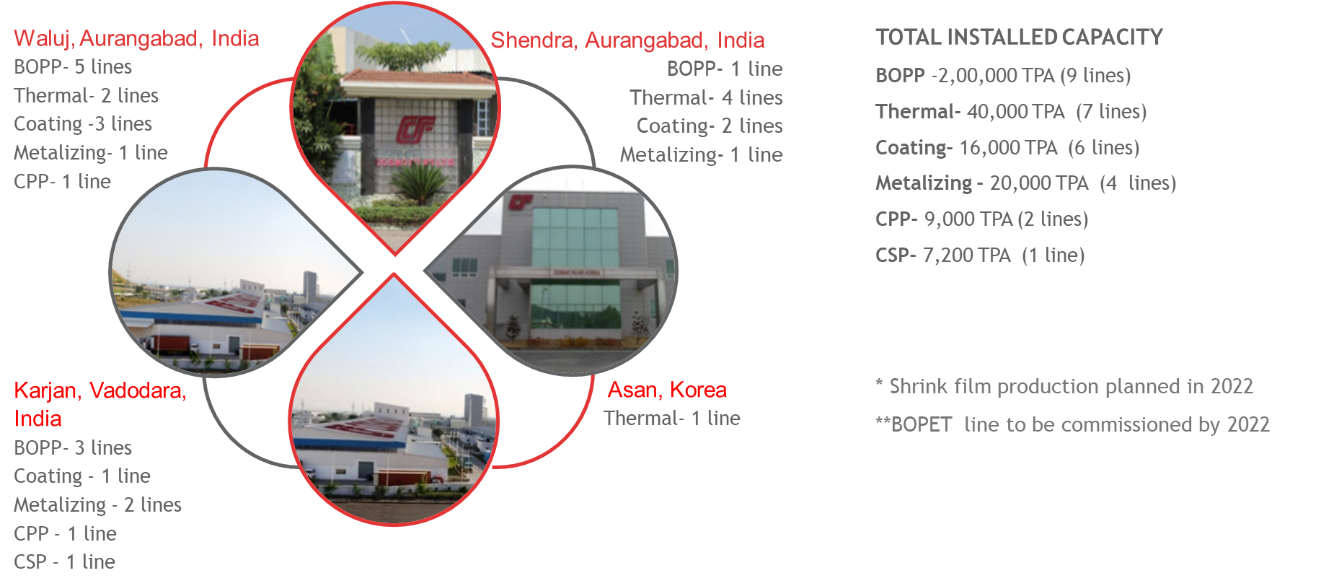 Waluj, Aurangabad, India
BOPP- 5 lines
Thermal- 2 lines
Coating -3 lines
Metalizing- 1 line
CPP- 1 line
Shendra, Aurangabad, India
BOPP- 1 line
Thermal- 4 lines
Coating- 2 lines
Metalizing- 1 line
Karjan, Vadodara,
India
BOPP- 3 lines
Coating - 1 line
Metalizing - 2 lines
CPP - 1 line
CSP - 1 line
Asan, Korea
Thermal- 1 line
TOTAL INSTALLED CAPACITY
BOPP -2,00,000 TPA (9 lines)
Thermal- 40,000 TPA (7 lines)
Coating- 16,000 TPA (6 lines)
Metalizing - 20,000 TPA (4 lines)
CPP- 9,000 TPA (2 lines)
CSP- 7,200 TPA (1 line)
* Shrink film production planned in 2022
**BOPET line to be commissioned by 2022